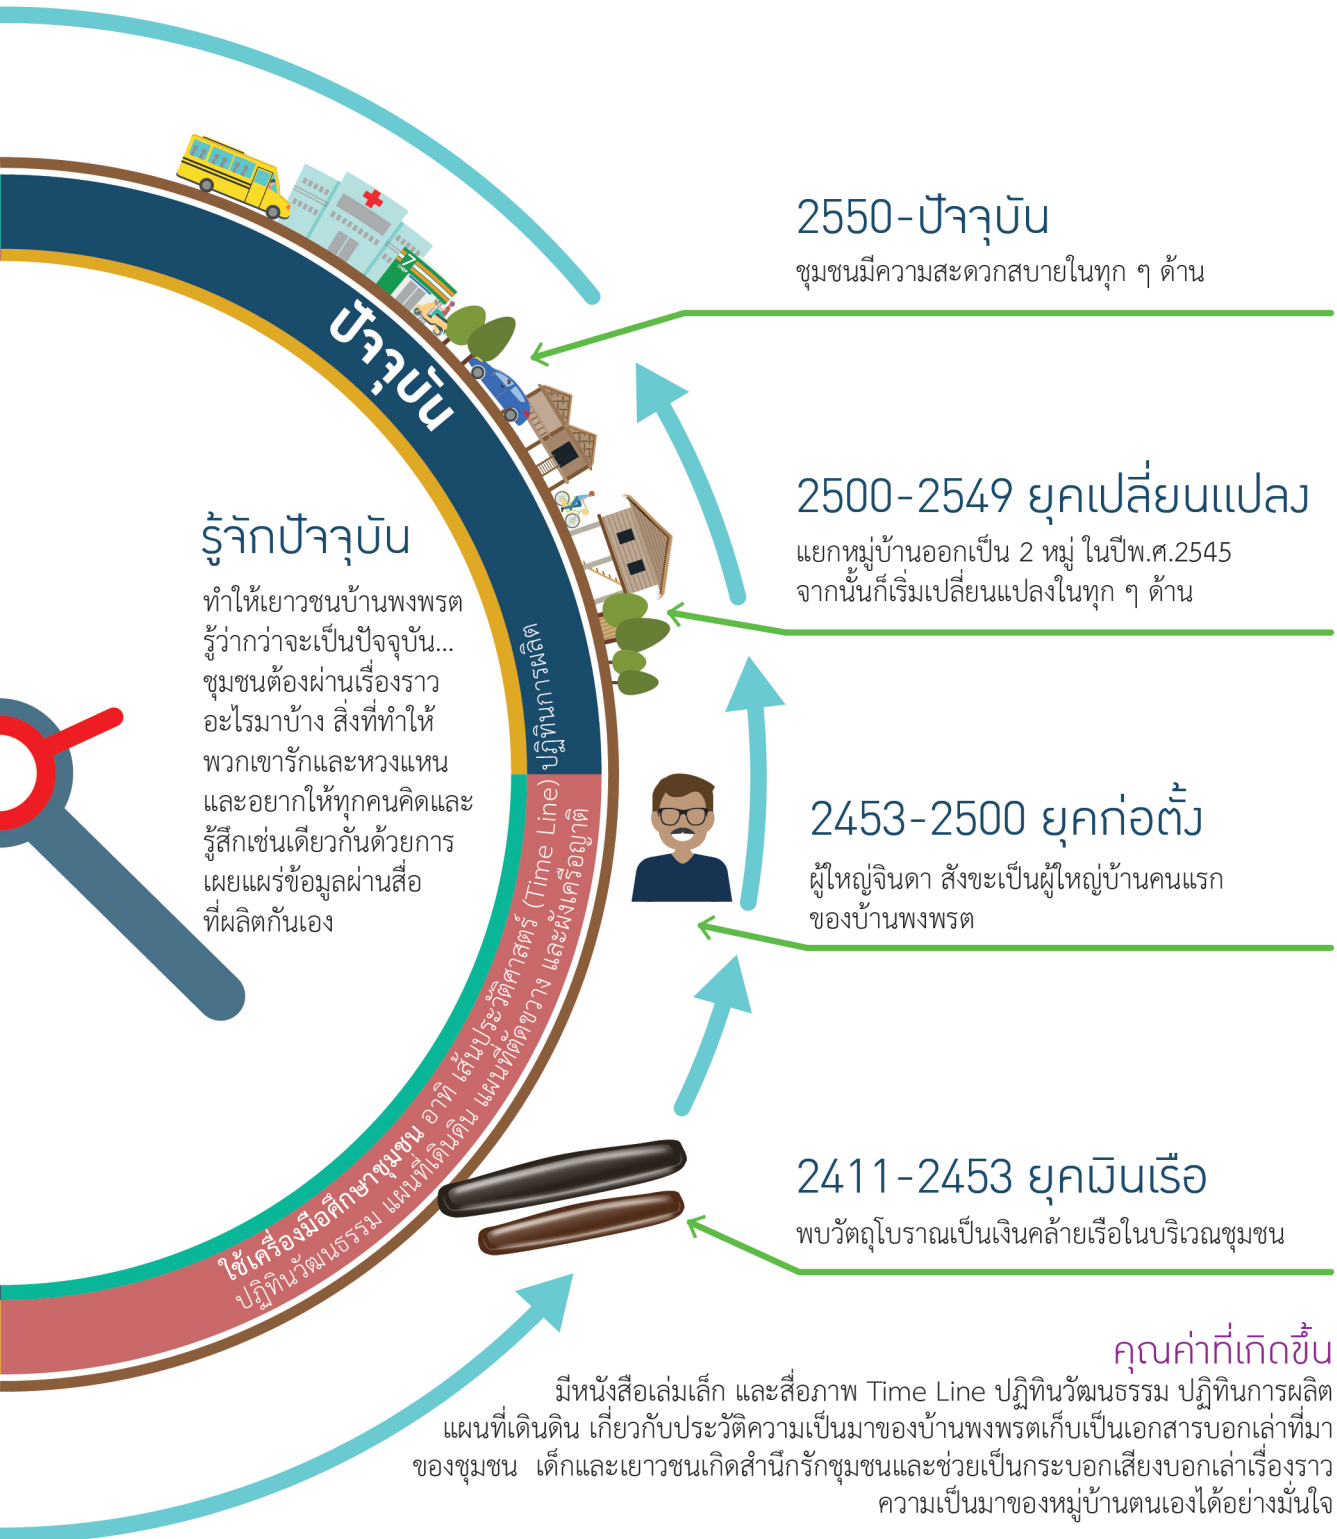 2550-ปัจจุบัน
ชุมชนมีความสะดวกสบายในทุก ๆ ด้าน
7
ปัจจุบัน
2500-2549 ยุคเปลี่ยนแปลง
แยกหมู่บ้านออกเป็น 2 หมู่ ในปีพ.ศ.2545
จากนั้นก็เริ่มเปลี่ยนแปลงในทุก ๆ ด้าน
รู้จักปัจจุบัน
ทำให้เยาวชนบ้านพงพรต
รู้ว่ากว่าจะเป็นปัจจุบัน...
ชุมชนต้องผ่านเรื่องราว
อะไรมาบ้าง สิ่งที่ทำให้
พวกเขารักและหวงแหน
และอยากให้ทุกคนคิดและ
รู้สึกเช่นเดียวกันด้วยการ
เผยแผร่ข้อมูลผ่านสื่อ
ที่ผลิตกันเอง
2453-2500 ยุคก่อตั้ง
ผู้ใหญ่จินดา สังขะเป็นผู้ใหญ่บ้านคนแรก
ของบ้านพงพรต
ใช้เครื่องมือศึกษาชุมชน อาทิ เส้นประวัติศาสตร์ (Time Line) ปฏิทินการผลิต
ปฏิทินวัฒนธรรม แผนที่เดินดิน แผนที่ตัดขวาง และผังเครือญาติ
2411-2453 ยุคเงินเรือ
พบวัตถุโบราณเป็นเงินคล้ายเรือในบริเวณชุมชน
คุณค่าที่เกิดขึ้น
มีหนังสือเล่มเล็ก และสื่อภาพ Time Line ปฏิทินวัฒนธรรม ปฏิทินการผลิต
แผนที่เดินดิน เกี่ยวกับประวัติความเป็นมาของบ้านพงพรตเก็บเป็นเอกสารบอกเล่าที่มา
ของชุมชน เด็กและเยาวชนเกิดสำนึกรักชุมชนและช่วยเป็นกระบอกเสียงบอกเล่าเรื่องราว
ความเป็นมาของหมู่บ้านตนเองได้อย่างมั่นใจ